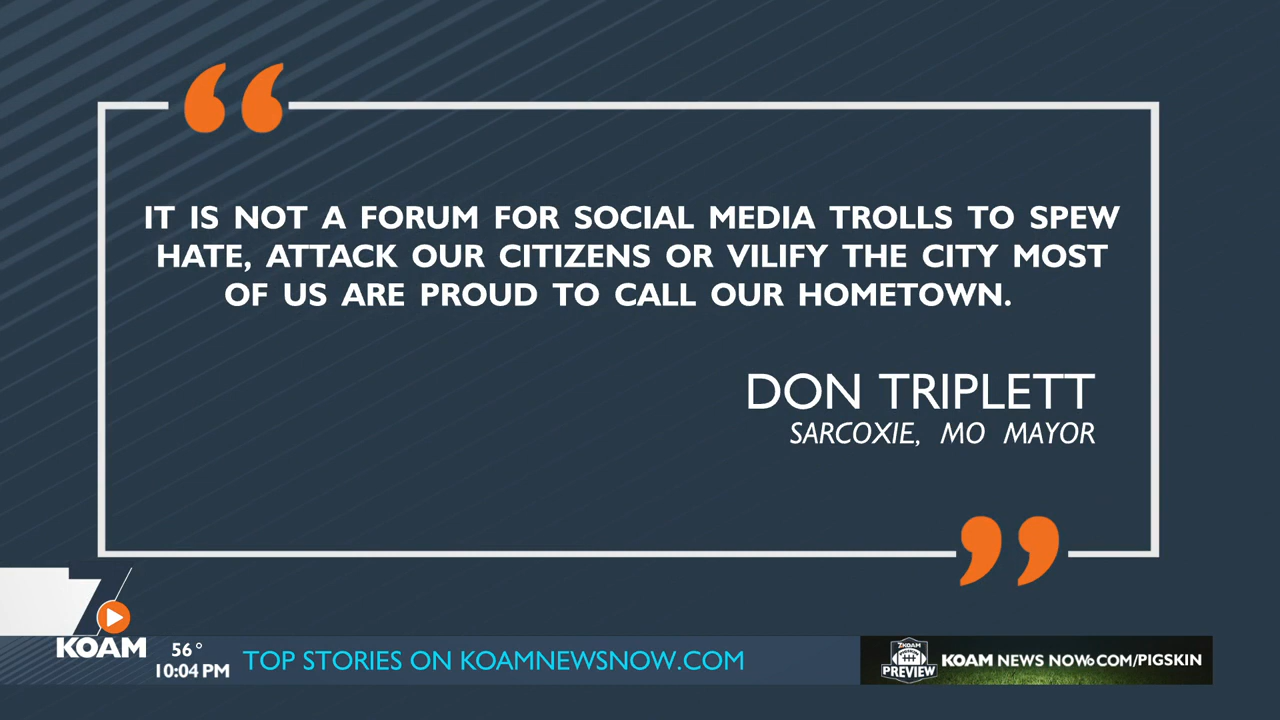 “
IT IS NOT A FORUM FOR SOCIAL MEDIA TROLLS TO SPEW
HATE, ATTACK OUR CITIZENS OR VILIFY THE CITY MOST
OF US ARE PROUD TO CALL OUR HOMETOWN.
DON TRIPLETT
SARCOXIE, MO MAYOR
”
7
KOAM
56°
10:04 PM
TOP STORIES ON KOAMNEWSNOW.COM
7KOAM
PREVIEW
KOAM NEWS NOW.COM/PIGSKIN